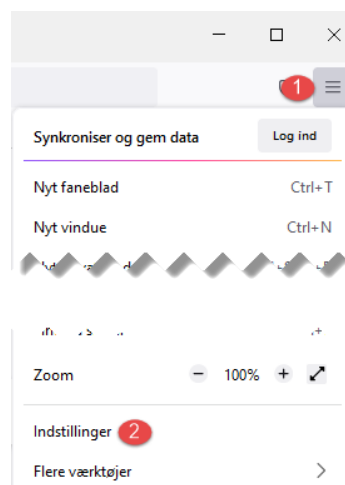 1
Synkroniser og gem data Log ind
Nyt faneblad Ctrl+T
Nyt vindue Ctrl+N
Zoom − 100% +
Indstillinger 2
Flere værktøjer